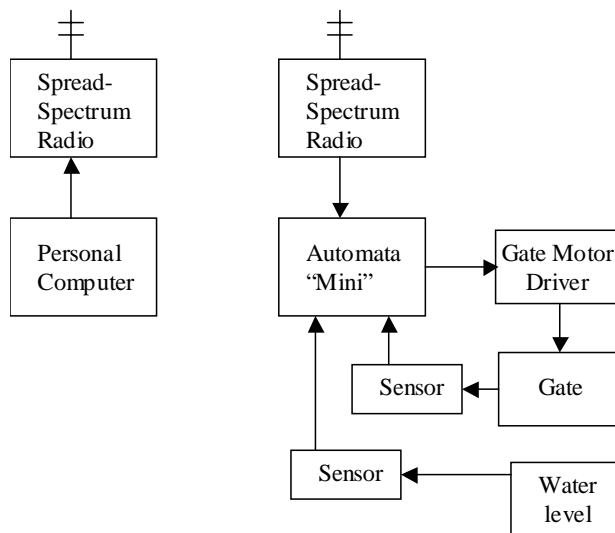 Spread-
Spectrum
Radio
Spread-
Spectrum
Radio
Personal
Computer
Automata
“Mini”
Gate Motor
Driver
Sensor
Gate
Sensor
Water
level